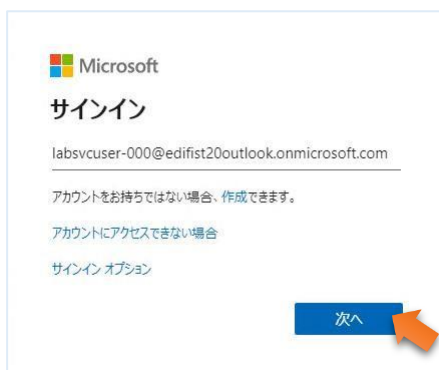 Microsoft
サインイン
labsvcuser-000@edifist20outlook.onmicrosoft.com
アカウントをお持ちではない場合、作成できます。
アカウントにアクセスできない場合
サインイン オプション
次へ